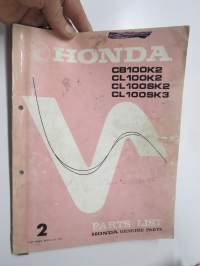 HONDA
CB100K2
CL100K2
CL100SK2
CL100SK3
2
PARTS LIST
HONDA GENUINE PARTS